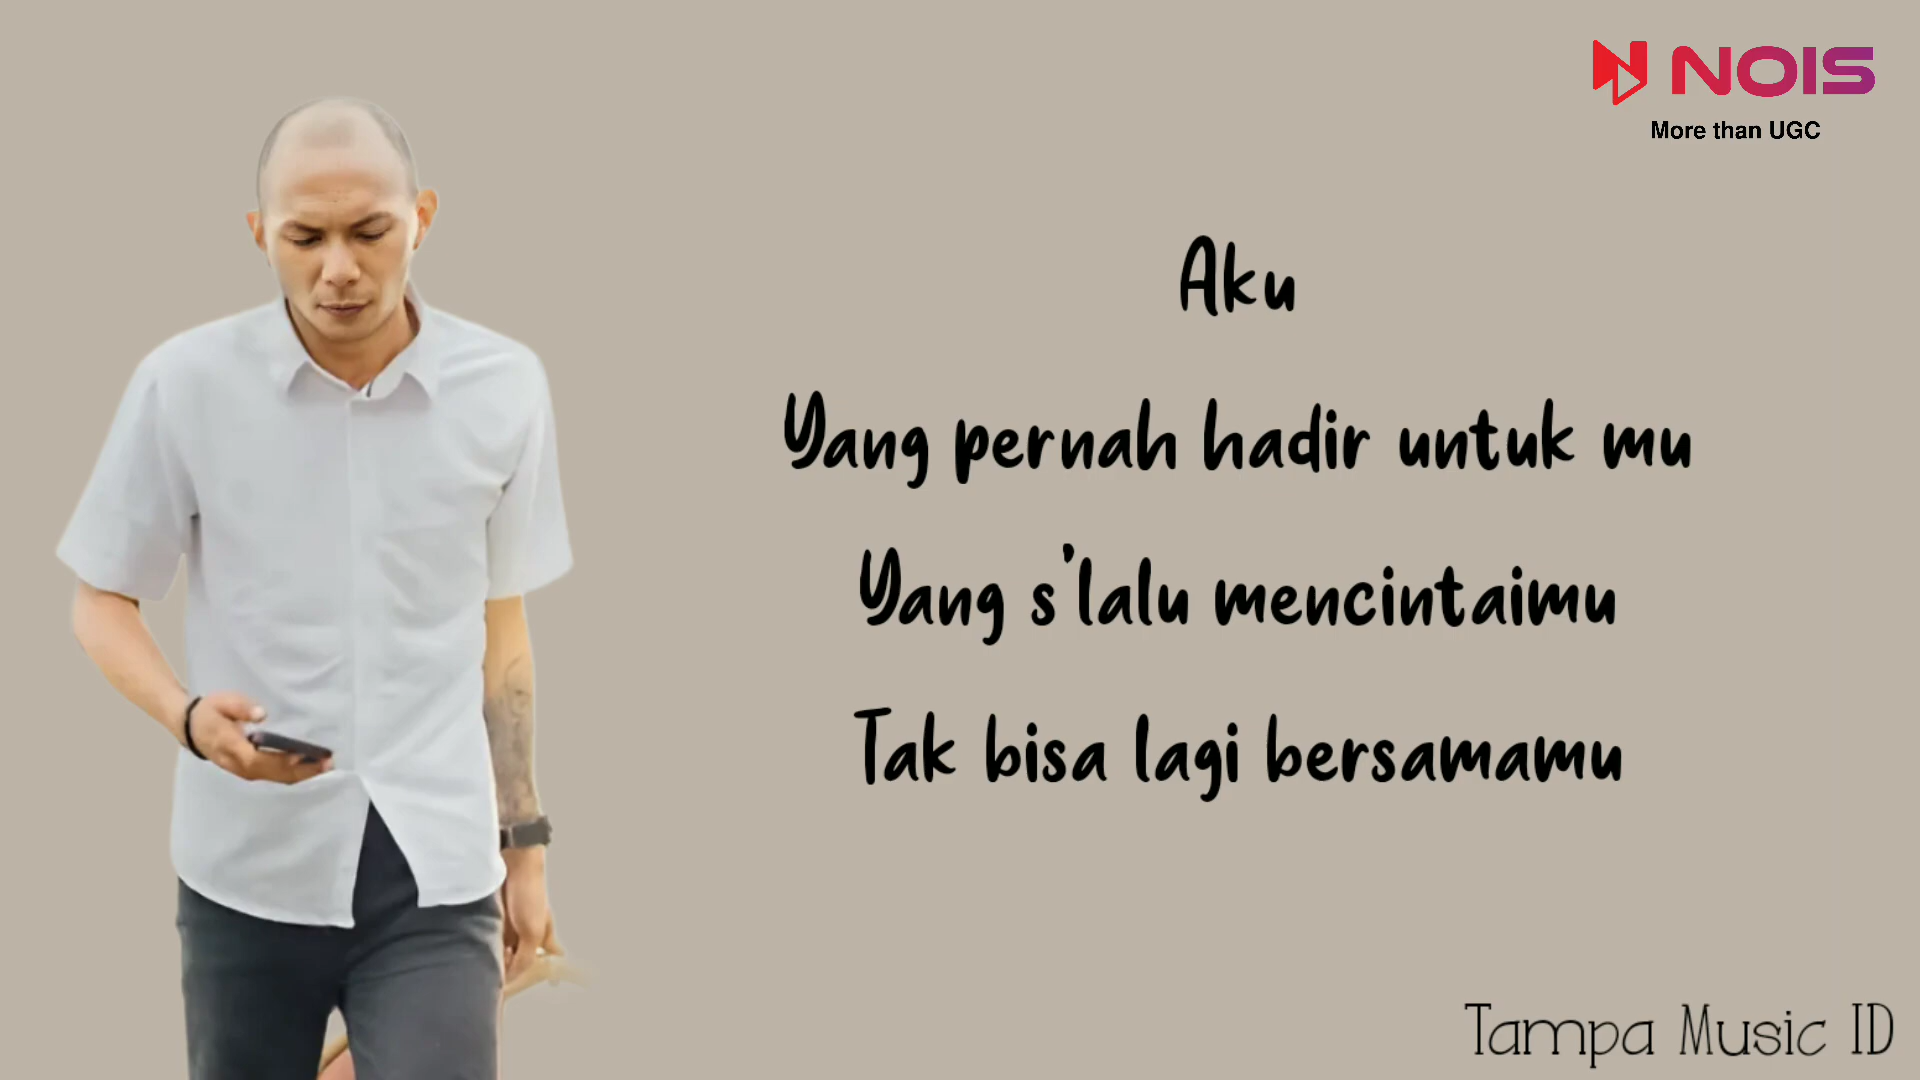 NOIS
More than UGC
Aku
Yang pernah hadir untuk mu
Yang s'lalu mencintaimu
Tak bisa lagi bersamamu
Tampa Music ID